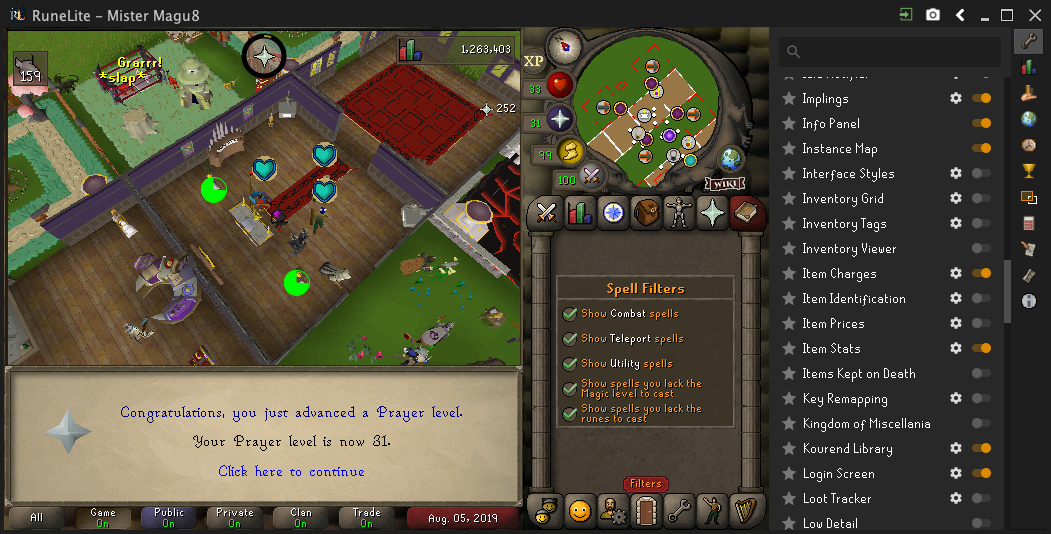 RuneLite – Mister Magu8
159
Grarrr!
*slap*
1,263,403
252
XP
33
31
99
100
WIKI
Spell Filters
Show Combat spells
Show Teleport spells
Show Utility spells
Show spells you lack the
Magic level to cast
Show spells you lack the
runes to cast
Filters
Congratulations, you just advanced a Prayer level.
Your Prayer level is now 31.
Click here to continue
All
Game
On
Public
On
Private
On
Clan
On
Trade
On
Aug. 05, 2019
Implings
Info Panel
Instance Map
Interface Styles
Inventory Grid
Inventory Tags
Inventory Viewer
Item Charges
Item Identification
Item Prices
Item Stats
Items Kept on Death
Key Remapping
Kingdom of Miscellania
Kourend Library
Login Screen
Loot Tracker
Low Detail